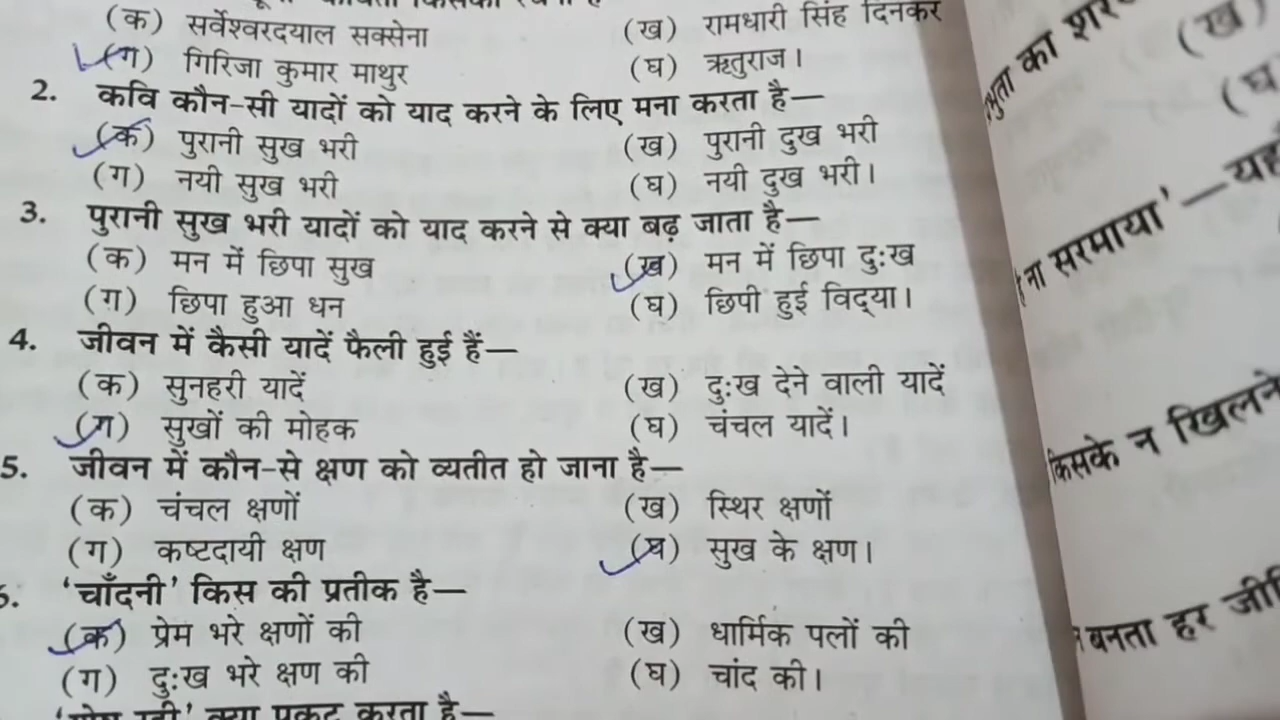 (क) सर्वेश्वरदयाल सक्सेना (ख) रामधारी सिंह दिनकर
(ग) गिरिजा कुमार माथुर (घ) ऋतुराज।
2. कवि कौन-सी यादों को याद करने के लिए मना करता है—
(क) पुरानी सुख भरी (ख) पुरानी दुख भरी
(ग) नयी सुख भरी (घ) नयी दुख भरी।
3. पुरानी सुख भरी यादों को याद करने से क्या बढ़ जाता है—
(क) मन में छिपा सुख (ख) मन में छिपा दुःख
(ग) छिपा हुआ धन (घ) छिपी हुई विद्या।
4. जीवन में कैसी यादें फैली हुई हैं—
(क) सुनहरी यादें (ख) दुःख देने वाली यादें
(ग) सुखों की मोहक (घ) चंचल यादें।
5. जीवन में कौन-से क्षण को व्यतीत हो जाना है—
(क) चंचल क्षणों (ख) स्थिर क्षणों
(ग) कष्टदायी क्षण (घ) सुख के क्षण।
'चाँदनी' किस की प्रतीक है—
(क) प्रेम भरे क्षणों की (ख) धार्मिक पलों की
(ग) दुःख भरे क्षण की (घ) चांद की।
क्या प्रकट करता है—
का
(ख)
(घ
ना सरमाया'—
किसके न खिलने
बनता हर